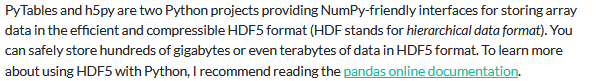 PyTables and h5py are two Python projects providing NumPy-friendly interfaces for storing array
data in the efficient and compressible HDF5 format (HDF stands for hierarchical data format). You
can safely store hundreds of gigabytes or even terabytes of data in HDF5 format. To learn more
about using HDF5 with Python, I recommend reading the pandas online documentation.